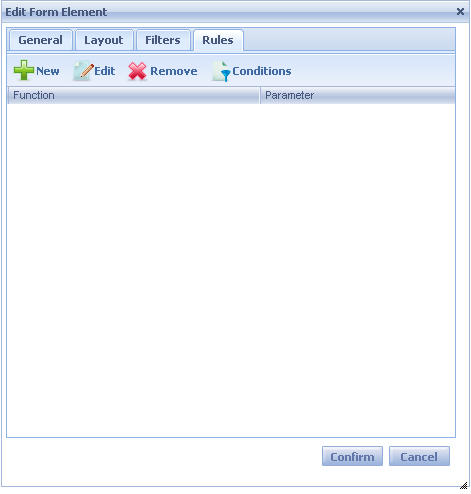 Edit Form Element
General Layout Filters Rules
New Edit Remove Conditions
Function Parameter
Confirm Cancel